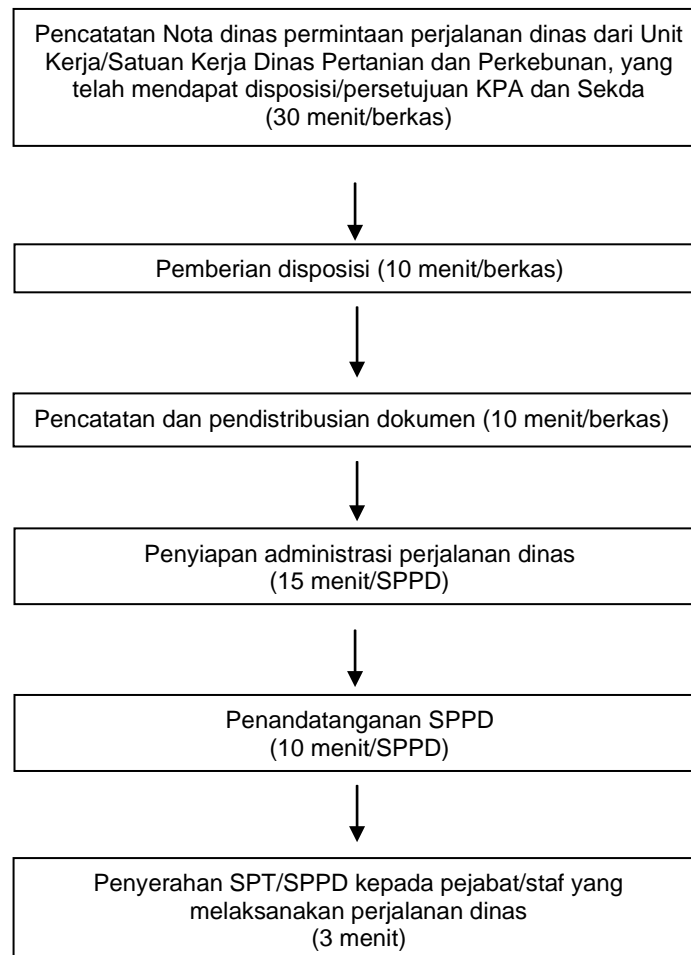 Pencatatan Nota dinas permintaan perjalanan dinas dari Unit
Kerja/Satuan Kerja Dinas Pertanian dan Perkebunan, yang
telah mendapat disposisi/persetujuan KPA dan Sekda
(30 menit/berkas)
Pemberian disposisi (10 menit/berkas)
Pencatatan dan pendistribusian dokumen (10 menit/berkas)
Penyiapan administrasi perjalanan dinas
(15 menit/SPPD)
Penandatanganan SPPD
(10 menit/SPPD)
Penyerahan SPT/SPPD kepada pejabat/staf yang
melaksanakan perjalanan dinas
(3 menit)